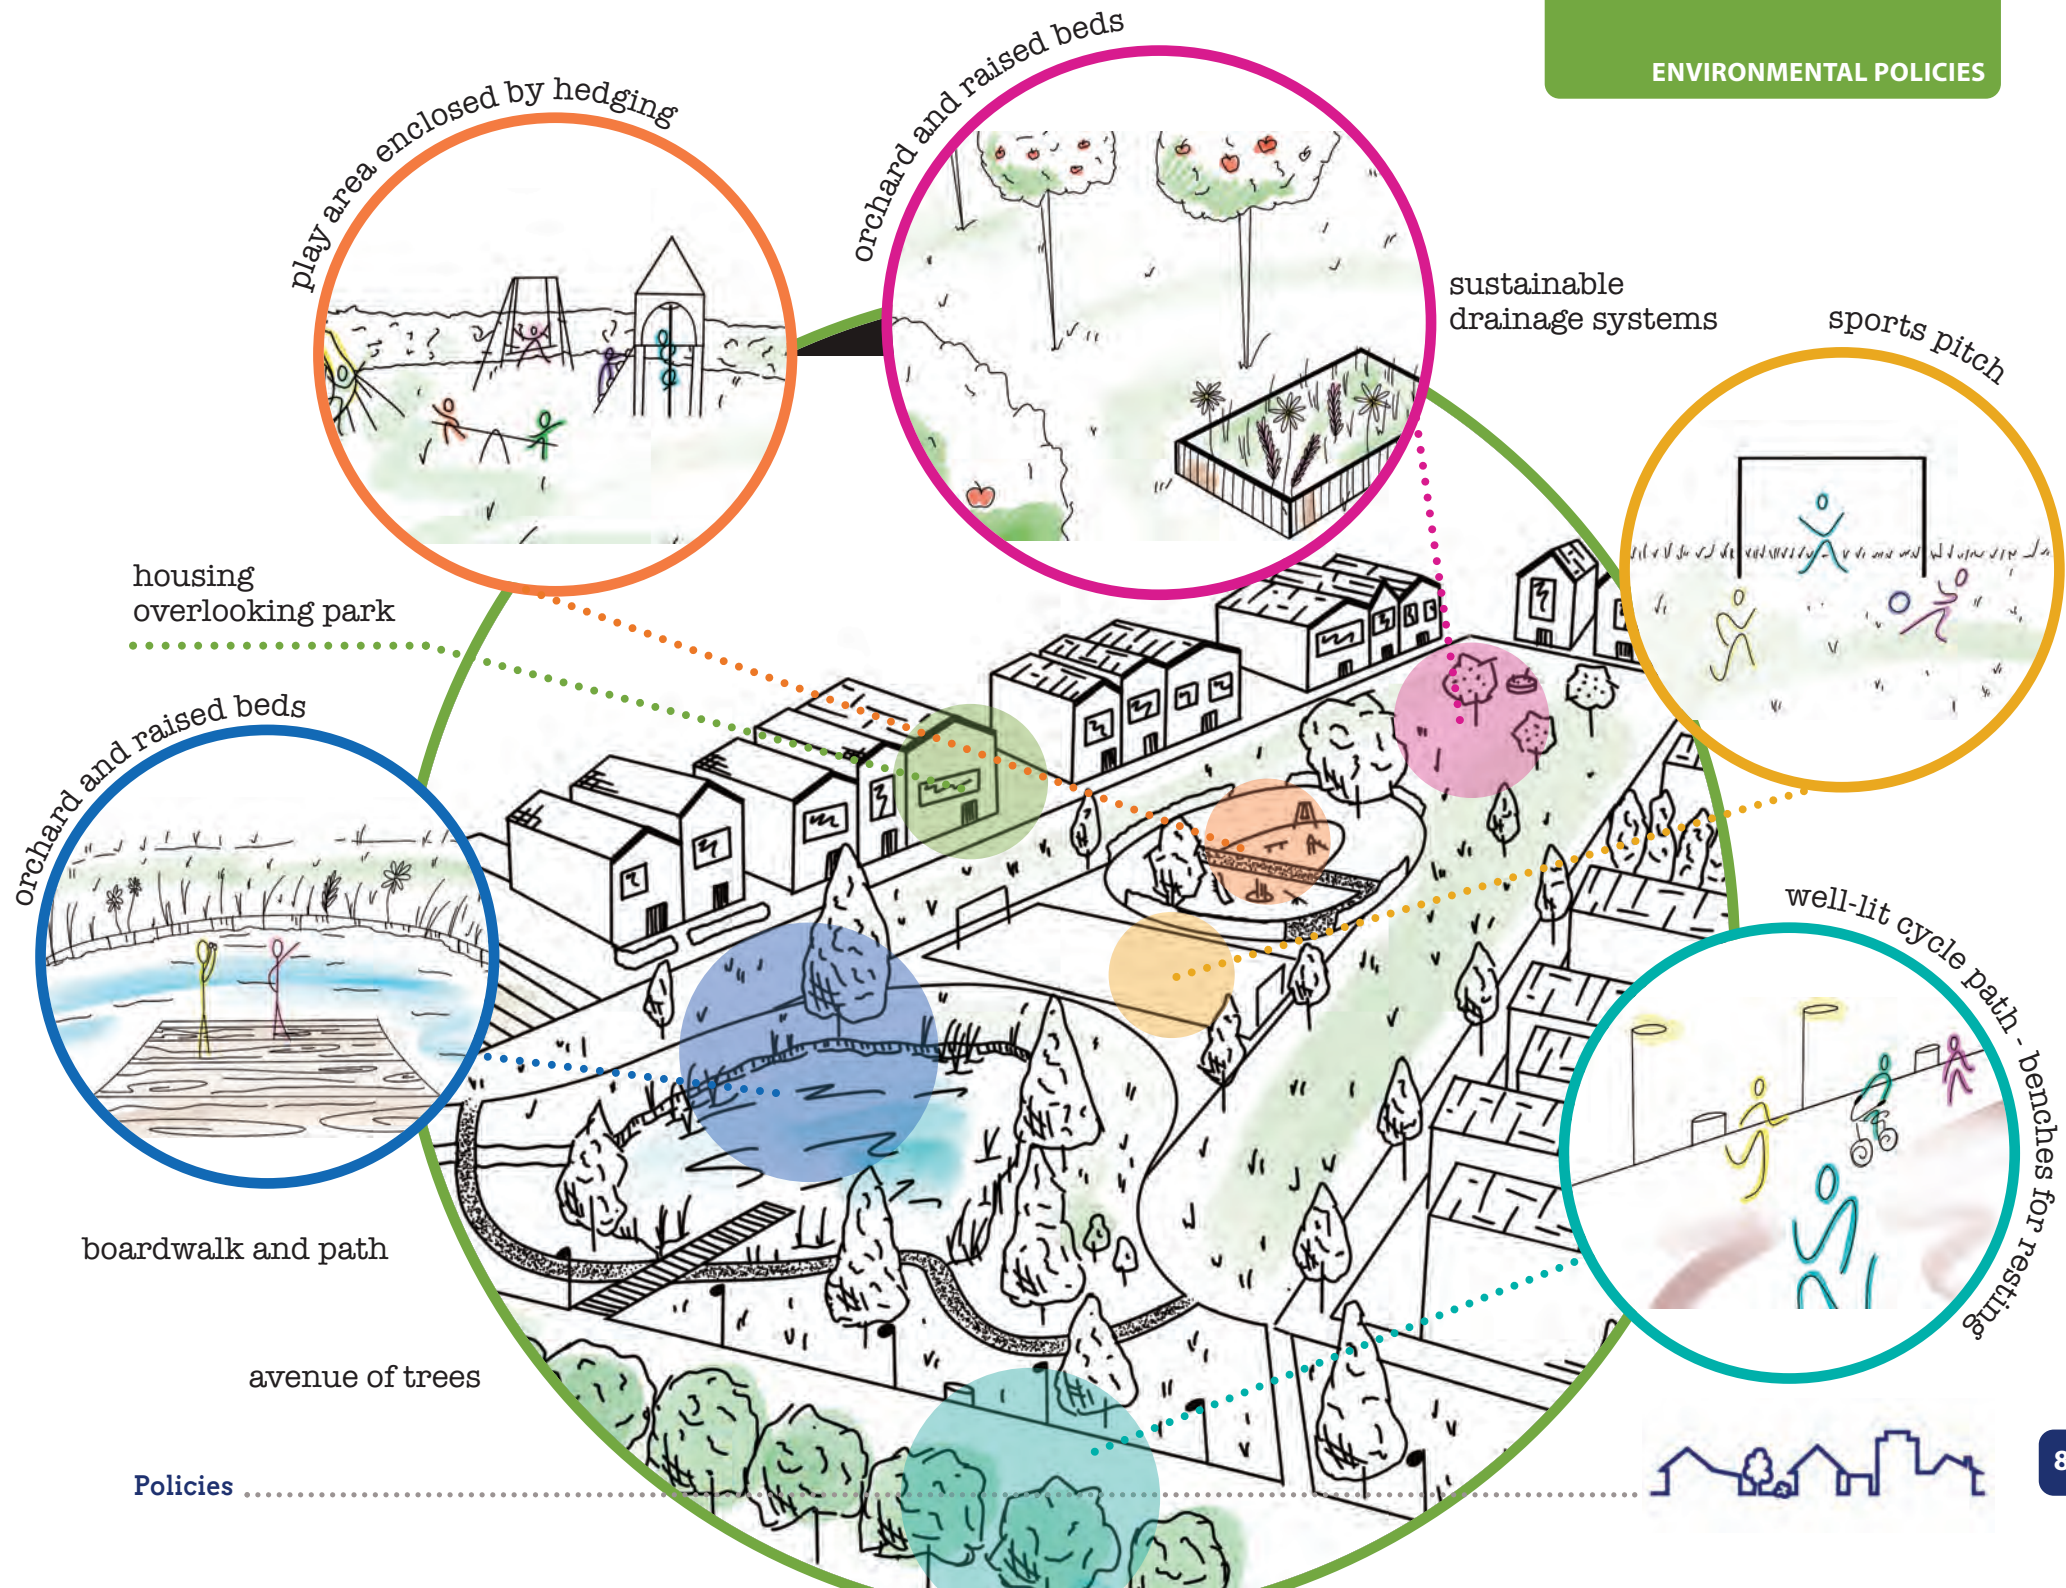 ENVIRONMENTAL POLICIES
play area enclosed by hedging
orchard and raised beds
sustainable
drainage systems
sports pitch
housing
overlooking park
orchard and raised beds
well-lit cycle path - benches for resting
boardwalk and path
avenue of trees
Policies
8